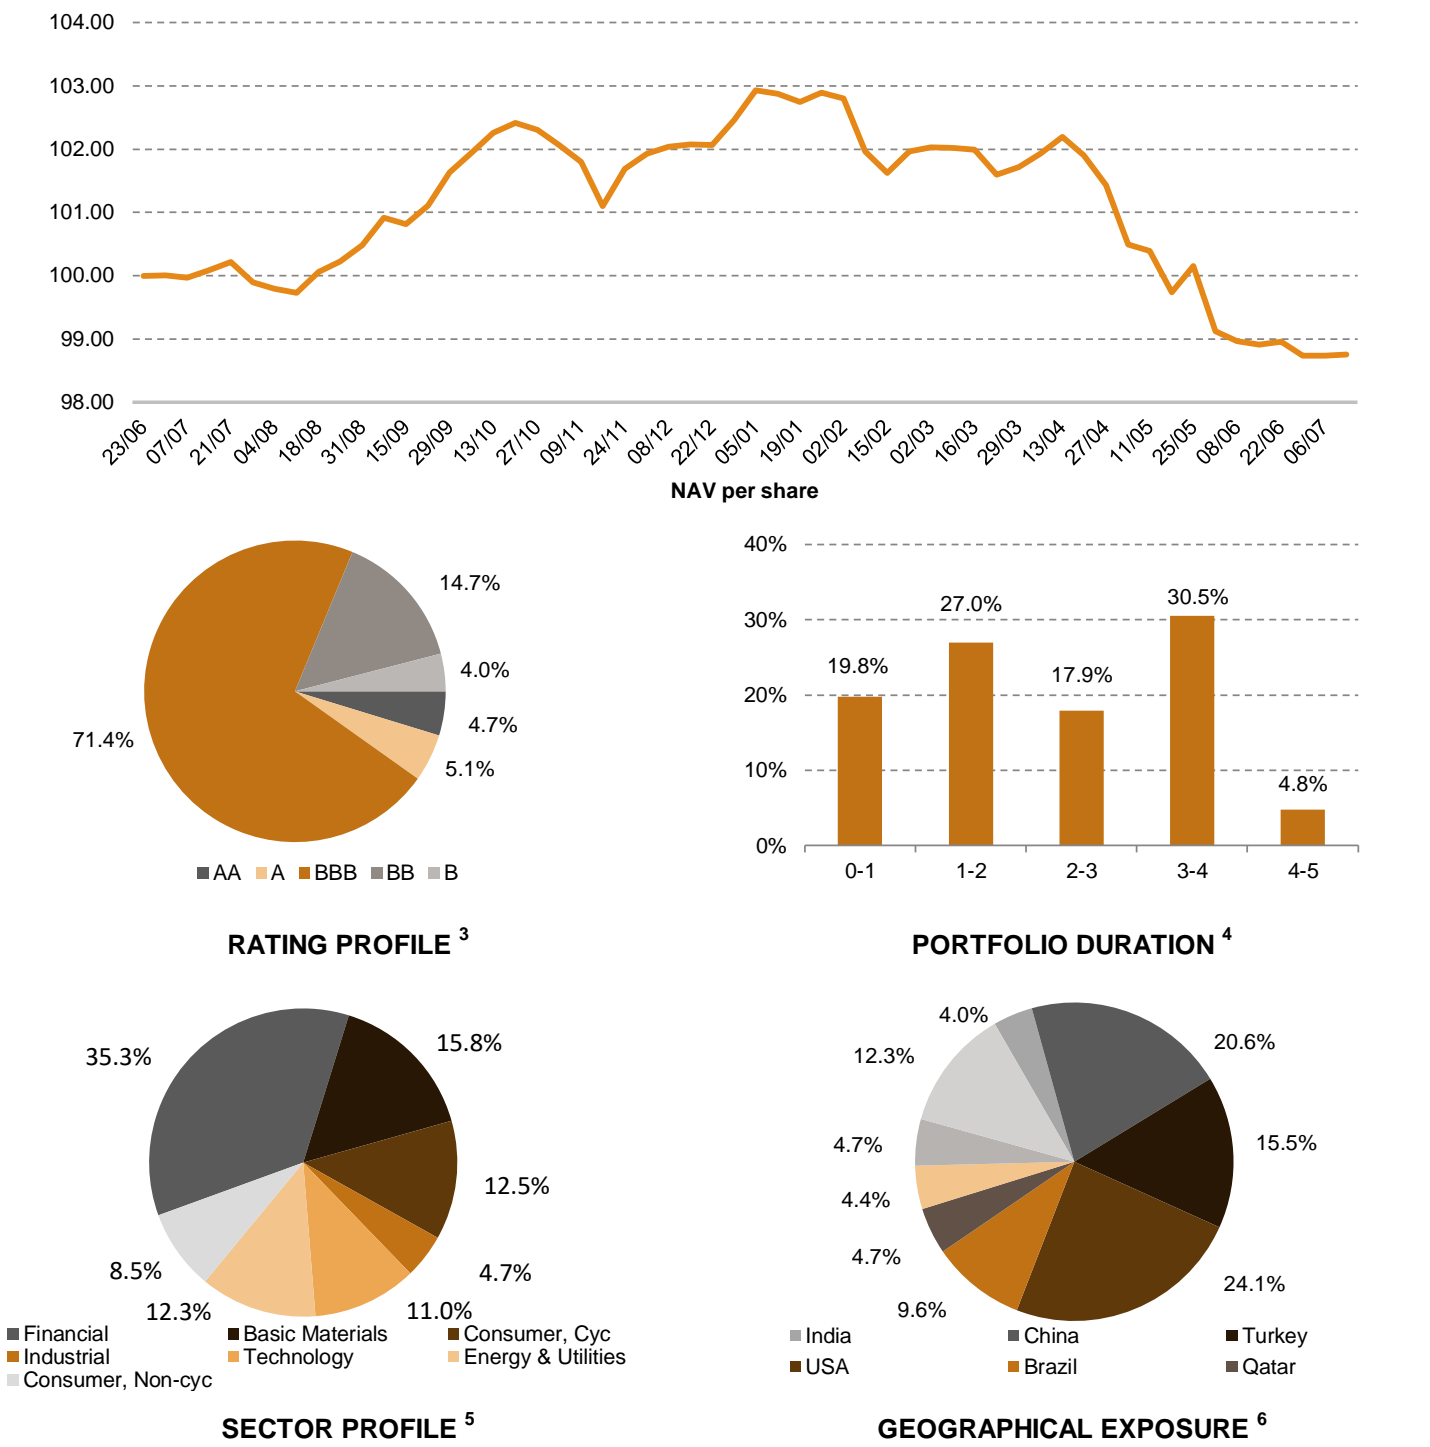 104.00
103.00
102.00
101.00
100.00
99.00
98.00
23/06 07/07 21/07 04/08 18/08 31/08 15/09 29/09 13/10 27/10 09/11 24/11 08/12 22/12 05/01 19/01 02/02 15/02 02/03 16/03 29/03 13/04 27/04 11/05 25/05 08/06 22/06 06/07
NAV per share
14.7%
4.0%
4.7%
5.1%
71.4%
AA A BBB BB B
RATING PROFILE 3
40%
30%
20%
10%
0%
19.8% 27.0% 17.9% 30.5% 4.8%
0-1 1-2 2-3 3-4 4-5
PORTFOLIO DURATION 4
35.3%
15.8%
12.5%
4.7%
11.0%
12.3%
8.5%
Financial Basic Materials Consumer, Cyc
Industrial Technology Energy & Utilities
Consumer, Non-cyc
SECTOR PROFILE 5
4.0%
20.6%
12.3%
15.5%
4.7%
4.4%
4.7%
24.1%
9.6%
India China Turkey
USA Brazil Qatar
GEOGRAPHICAL EXPOSURE 6